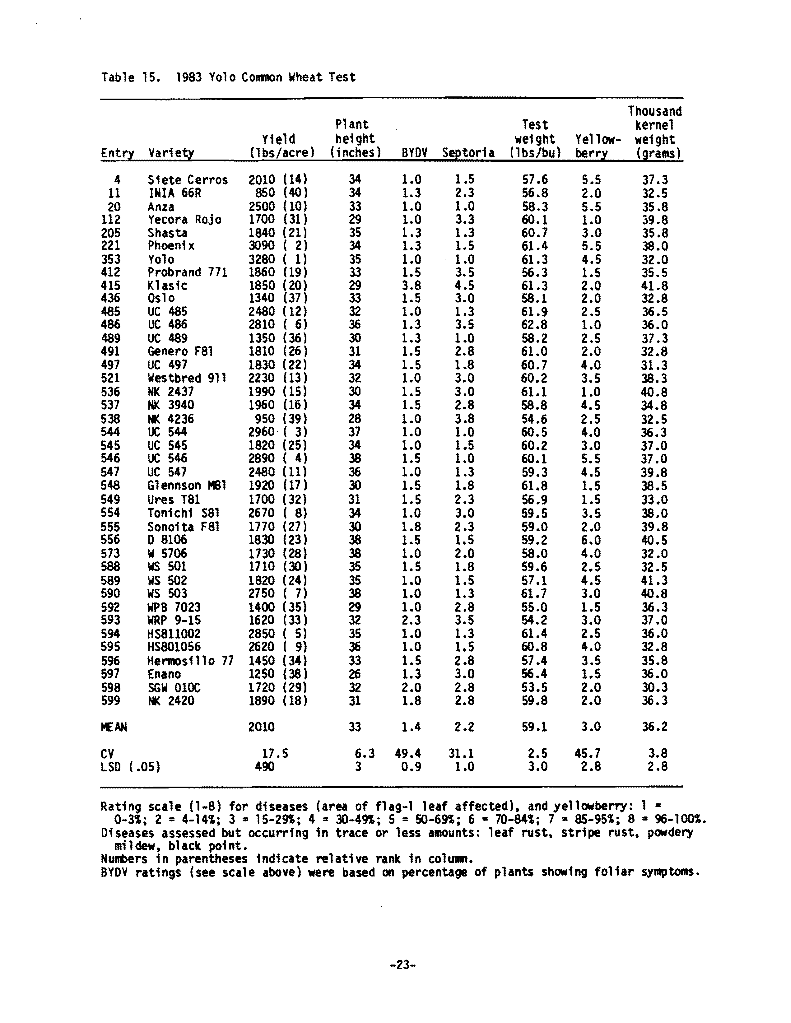 Table 15. 1983 Yolo Common Wheat Test
Thousand
Plant Test kernel
Yield height weight Yellow- weight
Entry Variety (lbs/acre) (inches) BYDV Septoria (lbs/bu) berry (grams)
4 Siete Cerros 2010 (14) 34 1.0 1.5 57.6 5.5 37.3
11 INIA 66R 850 (40) 34 1.3 2.3 56.8 2.0 32.5
20 Anza 2500 (10) 33 1.0 1.0 58.3 5.5 35.8
112 Yecora Rojo 1700 (31) 29 1.0 3.3 60.1 1.0 39.8
205 Shasta 1840 (21) 35 1.3 1.3 60.7 3.0 35.8
221 Phoenix 3090 ( 2) 34 1.3 1.5 61.4 5.5 38.0
353 Yolo 3280 ( 1) 35 1.0 1.0 61.3 4.5 32.0
412 Probrand 771 1860 (19) 33 1.5 3.5 56.3 1.5 35.5
415 Klasic 1850 (20) 29 3.8 4.5 61.3 2.0 41.8
436 Oslo 1340 (37) 33 1.5 3.0 58.1 2.0 32.8
485 UC 485 2480 (12) 32 1.0 1.3 61.9 2.5 36.5
486 UC 486 2810 ( 6) 36 1.3 3.5 62.8 1.0 36.0
489 UC 489 1350 (36) 30 1.3 1.0 58.2 2.5 37.3
491 Genero F81 1810 (26) 31 1.5 2.8 61.0 2.0 32.8
497 UC 497 1830 (22) 34 1.5 1.8 60.7 4.0 31.3
521 Westbred 911 2230 (13) 32 1.0 3.0 60.2 3.5 38.3
536 NK 2437 1990 (15) 30 1.5 3.0 61.1 1.0 40.8
537 NK 3940 1960 (16) 34 1.5 2.8 58.8 4.5 34.8
538 NK 4236 950 (39) 28 1.0 3.8 54.6 2.5 32.5
544 UC 544 2960 ( 3) 37 1.0 1.0 60.5 4.0 36.3
545 UC 545 1820 (25) 34 1.0 1.5 60.2 3.0 37.0
546 UC 546 2890 ( 4) 38 1.5 1.0 60.1 5.5 37.0
547 UC 547 2480 (11) 36 1.0 1.3 59.3 4.5 39.8
548 Glennson M81 1920 (17) 30 1.5 1.8 61.8 1.5 38.5
549 Ures T81 1700 (32) 31 1.5 2.3 56.9 1.5 33.0
554 Tonichi S81 2670 ( 8) 34 1.0 3.0 59.5 3.5 38.0
555 Sonoita F81 1770 (27) 30 1.8 2.3 59.0 2.0 39.8
556 D 8106 1830 (23) 38 1.5 1.5 59.2 6.0 40.5
573 W 5706 1730 (28) 38 1.0 2.0 58.0 4.0 32.0
588 WS 501 1710 (30) 35 1.5 1.8 59.6 2.5 32.5
589 WS 502 1820 (24) 35 1.0 1.5 57.1 4.5 41.3
590 WS 503 2750 ( 7) 38 1.0 1.3 61.7 3.0 40.8
592 WPB 7023 1400 (35) 29 1.0 2.8 55.0 1.5 36.3
593 WRP 9-15 1620 (33) 32 2.3 3.5 54.2 3.0 37.0
594 HS811002 2850 ( 5) 35 1.0 1.3 61.4 2.5 36.0
595 HS801056 2620 ( 9) 36 1.0 1.5 60.8 4.0 32.8
596 Hermosillo 77 1450 (34) 33 1.5 2.8 57.4 3.5 35.8
597 Enano 1250 (38) 26 1.3 3.0 56.4 1.5 36.0
598 SGW 010C 1720 (29) 32 2.0 2.8 53.5 2.0 30.3
599 NK 2420 1890 (18) 31 1.8 2.8 59.8 2.0 36.3
MEAN 2010 33 1.4 2.2 59.1 3.0 36.2
CV 17.5 6.3 49.4 31.1 2.5 45.7 3.8
LSD (.05) 490 3 0.9 1.0 3.0 2.8 2.8
Rating scale (1-8) for diseases (area of flag-1 leaf affected), and yellowberry: 1 =
0-3%; 2 = 4-14%; 3 = 15-29%; 4 = 30-49%; 5 = 50-69%; 6 = 70-84%; 7 = 85-95%; 8 = 96-100%.
Diseases assessed but occurring in trace or less amounts: leaf rust, stripe rust, powdery
mildew, black point.
Numbers in parentheses indicate relative rank in column.
BYDV ratings (see scale above) were based on percentage of plants showing foliar symptoms.
-23-